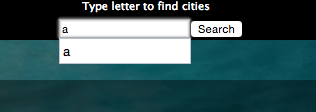 Type letter to find cities
a Search
a